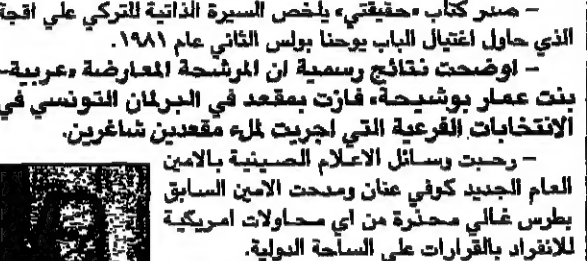 – صدر كتاب «حقيقتي» يلخص السيرة الذاتية للتركي علي اقجة
الذي حاول اغتيال الباب يوحنا بولس الثاني عام ١٩٨١.
– اوضحت نتائج رسمية ان المرشحة المعارضة «عربية-
بنت عمار بوشيحة» فازت بمقعد في البرلمان التونسي في
الانتخابات الفرعية التي اجريت لملء مقعدين شاغرين.
– رحبت وسائل الاعلام الصينية بالامين
العام الجديد كوفي عنان ومدحت الامين السابق
بطرس غالي محذرة من اي محاولات امريكية
للانفراد بالقرارات على الساحة الدولية.